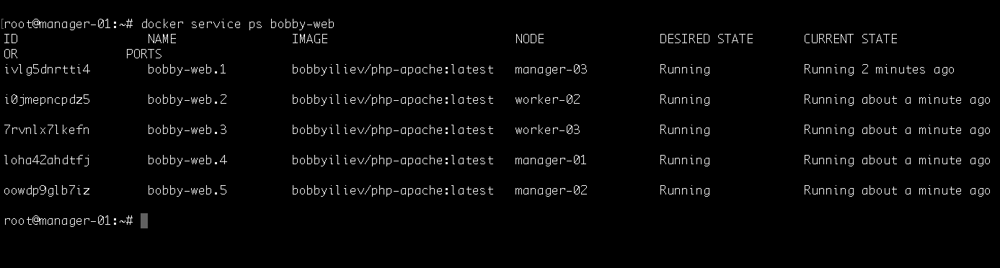 [root@manager-01:~# docker service ps bobby-web
ID                  NAME                IMAGE                          NODE                DESIRED STATE       CURRENT STATE
OR               PORTS
ivlg5dnrtti4        bobby-web.1         bobbyiliev/php-apache:latest   manager-03          Running             Running 2 minutes ago
i0jmepncpdz5        bobby-web.2         bobbyiliev/php-apache:latest   worker-02           Running             Running about a minute ago
7rvnlx7lkefn        bobby-web.3         bobbyiliev/php-apache:latest   worker-03           Running             Running about a minute ago
loha42ahdtfj        bobby-web.4         bobbyiliev/php-apache:latest   manager-01          Running             Running about a minute ago
oowdp9glb7iz        bobby-web.5         bobbyiliev/php-apache:latest   manager-02          Running             Running about a minute ago
root@manager-01:~#